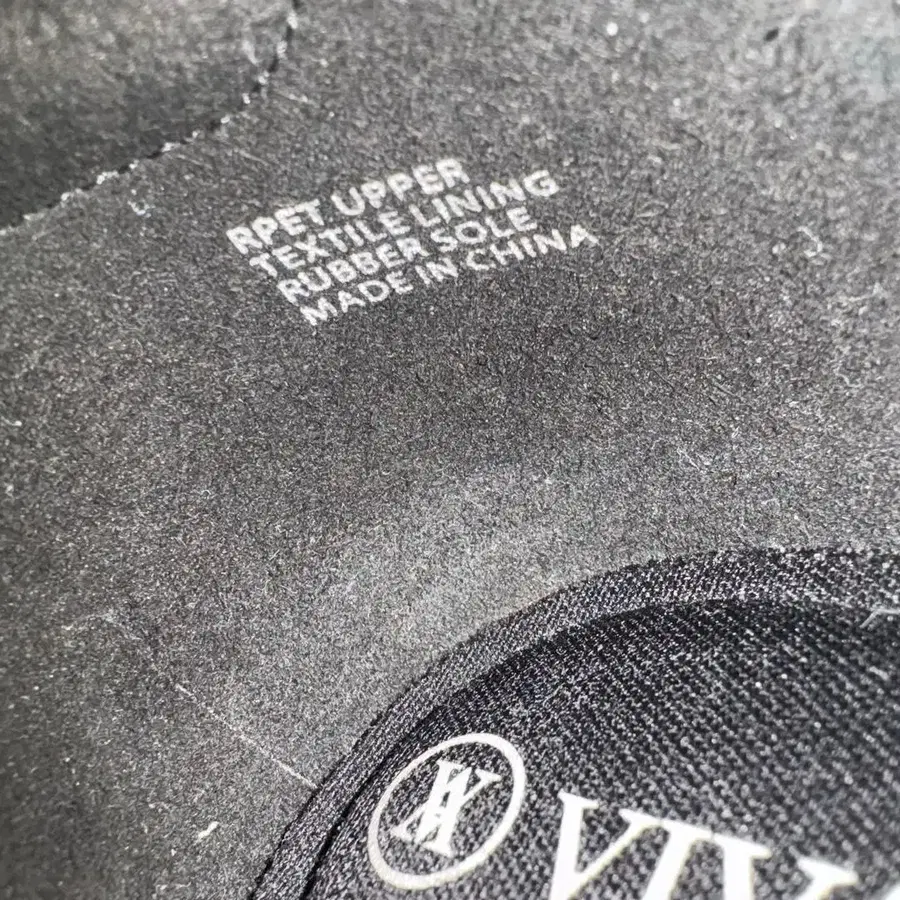 RPET UPPER
TEXTILE LINING
RUBBER SOLE
MADE IN CHINA